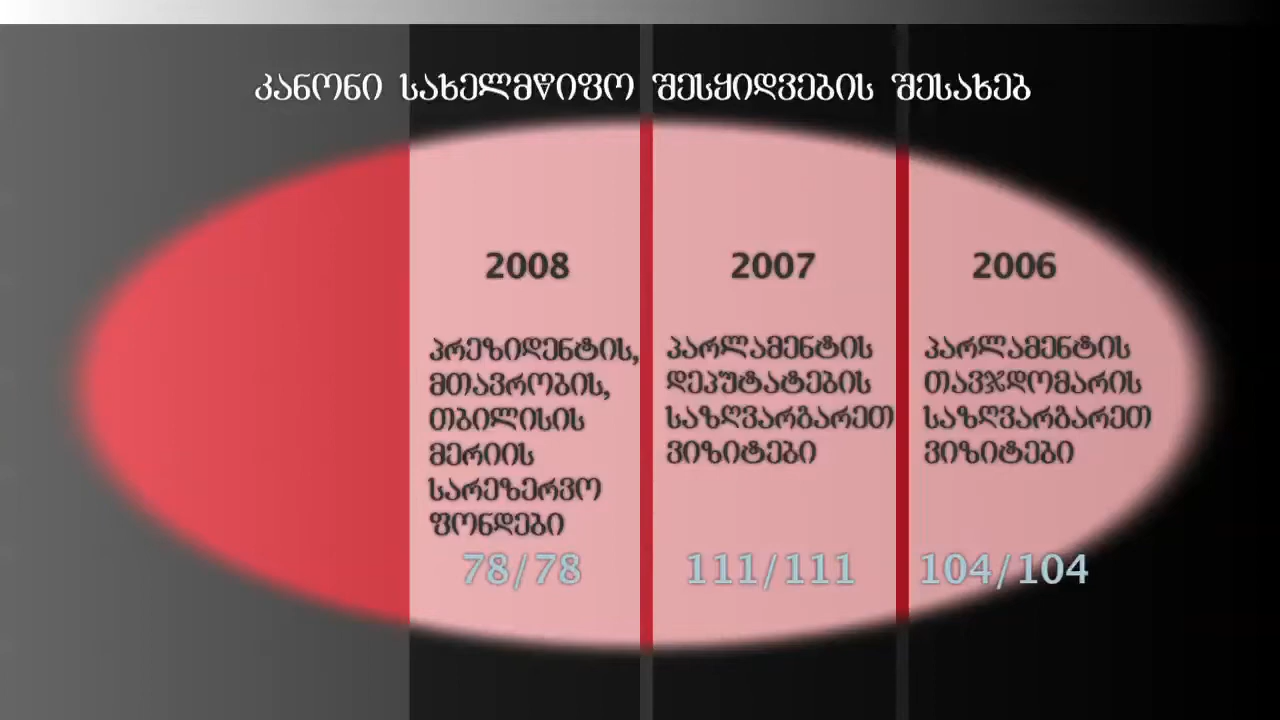 კანონი სახელმწიფო შესყიდვების შესახებ
2008
პრეზიდენტის,
მთავრობის,
თბილისის
მერიის
სარეზერვო
ფონდები
78/78
2007
პარლამენტის
დეპუტატების
საზღვარგარეთ
ვიზიტები
111/111
2006
პარლამენტის
თავჯდომარის
საზღვარგარეთ
ვიზიტები
104/104